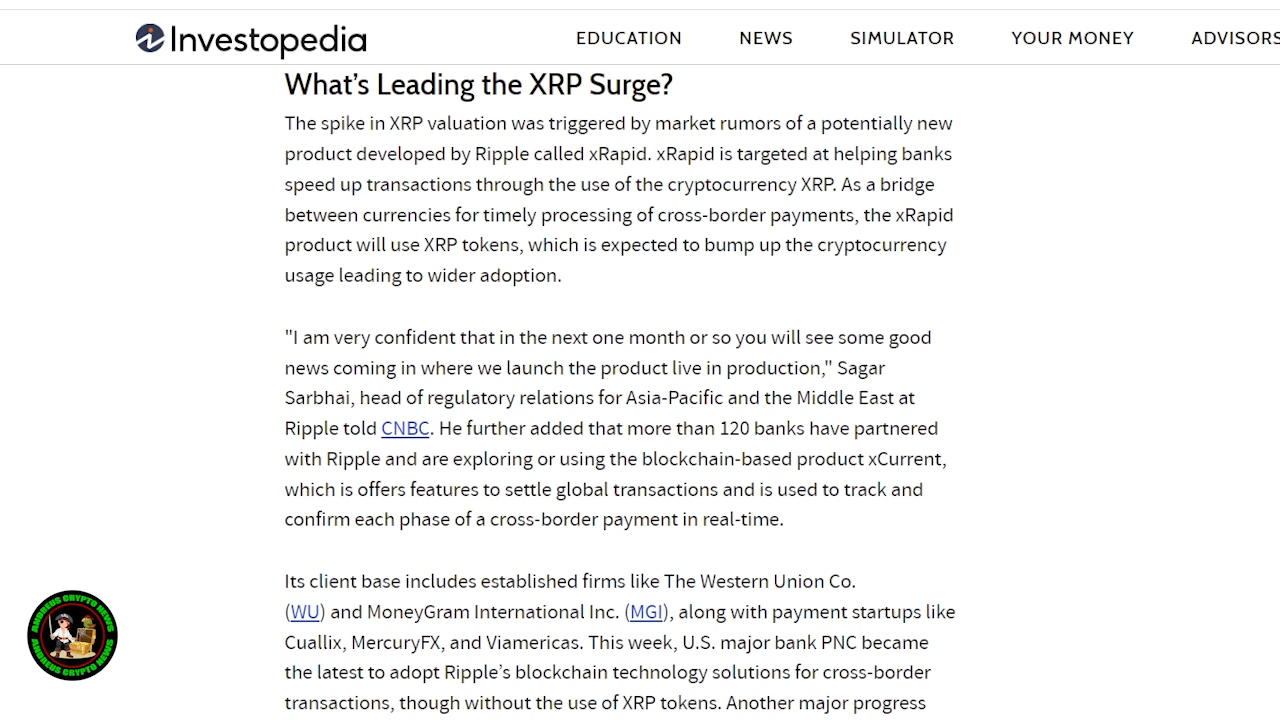 Investopedia
EDUCATION NEWS SIMULATOR YOUR MONEY ADVISORS
What's Leading the XRP Surge?
The spike in XRP valuation was triggered by market rumors of a potentially new
product developed by Ripple called xRapid. xRapid is targeted at helping banks
speed up transactions through the use of the cryptocurrency XRP. As a bridge
between currencies for timely processing of cross-border payments, the xRapid
product will use XRP tokens, which is expected to bump up the cryptocurrency
usage leading to wider adoption.
"I am very confident that in the next one month or so you will see some good
news coming in where we launch the product live in production," Sagar
Sarbhai, head of regulatory relations for Asia-Pacific and the Middle East at
Ripple told CNBC. He further added that more than 120 banks have partnered
with Ripple and are exploring or using the blockchain-based product xCurrent,
which is offers features to settle global transactions and is used to track and
confirm each phase of a cross-border payment in real-time.
Its client base includes established firms like The Western Union Co.
(WU) and MoneyGram International Inc. (MGI), along with payment startups like
Cuallix, MercuryFX, and Viamericas. This week, U.S. major bank PNC became
the latest to adopt Ripple's blockchain technology solutions for cross-border
transactions, though without the use of XRP tokens. Another major progress
ANDREUS CRYPTO NEWS
ANDREUS CRYPTO NEWS